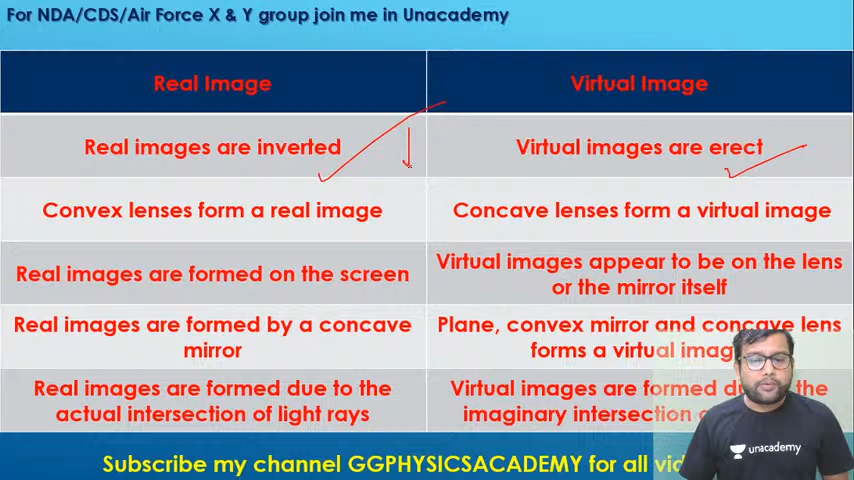 For NDA/CDS/Air Force X & Y group join me in Unacademy
Real Image
Virtual Image
Real images are inverted
Virtual images are erect
Convex lenses form a real image
Concave lenses form a virtual image
Real images are formed on the screen
Virtual images appear to be on the lens
or the mirror itself
Real images are formed by a concave
mirror
Plane, convex mirror and concave lens
forms a virtual
Real images are formed due to the
actual intersection of light rays
Virtual images are formed the
imaginary intersection
unacademy
Subscribe my channel GGPHYSICSACADEMY for all